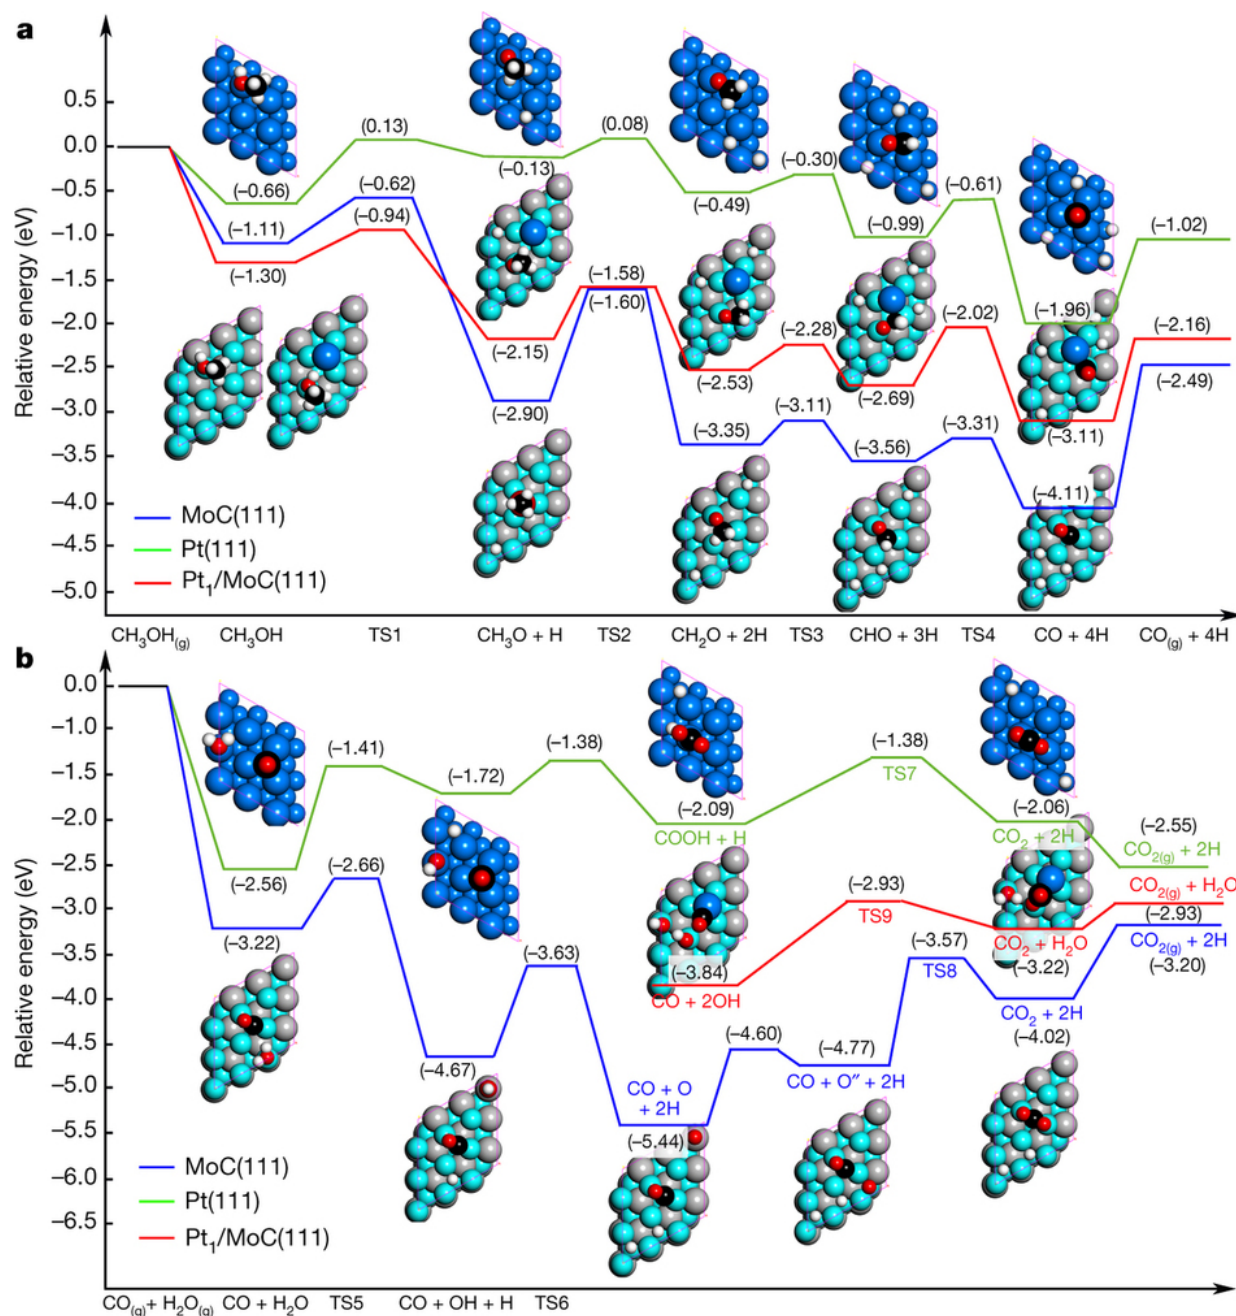 a
Relative energy (eV)
0.5
0.0
–0.5
–1.0
–1.5
–2.0
–2.5
–3.0
–3.5
–4.0
–4.5
–5.0
(0.13)
(0.08)
(–0.13)
(–0.30)
(–0.66)
(–0.62)
(–0.49)
(–0.61)
(–1.11)
(–0.94)
(–0.99)
(–1.02)
(–1.30)
(–1.58)
(–1.60)
(–1.96)
(–2.15)
(–2.28)
(–2.02)
(–2.16)
(–2.53)
(–2.69)
(–2.49)
(–2.90)
(–3.11)
(–3.11)
(–3.35)
(–3.56)
(–3.31)
(–4.11)
MoC(111)
Pt(111)
Pt₁/MoC(111)
CH₃OH₍g₎ CH₃OH TS1 CH₃O + H TS2 CH₂O + 2H TS3 CHO + 3H TS4 CO + 4H CO₍g₎ + 4H
b
Relative energy (eV)
0.0
–1.0
–1.5
–2.0
–2.5
–3.0
–3.5
–4.0
–4.5
–5.0
–5.5
–6.0
–6.5
(–1.41)
(–1.38)
(–1.38)
TS7
(–1.72)
(–2.09)
COOH + H
(–2.06)
CO₂ + 2H
(–2.55)
CO₂₍g₎ + 2H
(–2.56)
(–2.66)
(–2.93)
TS9
CO₂₍g₎ + H₂O
(–2.93)
CO₂₍g₎ + 2H
(–3.20)
(–3.22)
CO₂ + H₂O
(–3.22)
(–3.63)
(–3.84)
CO + 2OH
(–3.57)
TS8
CO₂ + 2H
(–4.02)
(–4.67)
(–4.60)
(–4.77)
CO + O″ + 2H
CO + O
+ 2H
(–5.44)
MoC(111)
Pt(111)
Pt₁/MoC(111)
CO₍g₎ + H₂O₍g₎ CO + H₂O TS5 CO + OH + H TS6